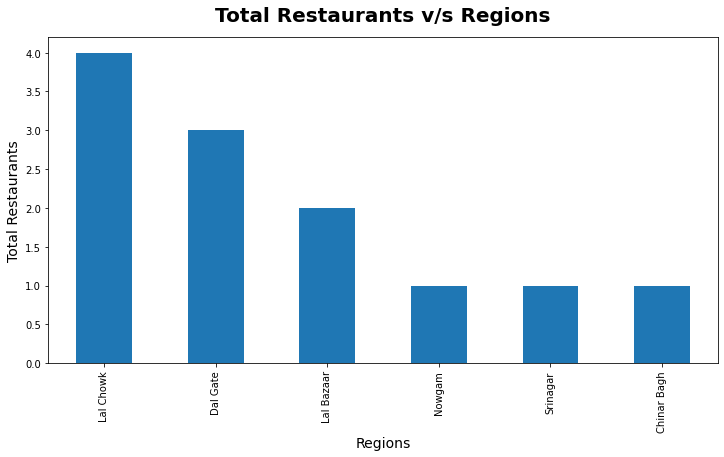 Total Restaurants v/s Regions
Total Restaurants
4.0
3.5
3.0
2.5
2.0
1.5
1.0
0.5
0.0
Lal Chowk
Dal Gate
Lal Bazaar
Nowgam
Srinagar
Chinar Bagh
Regions